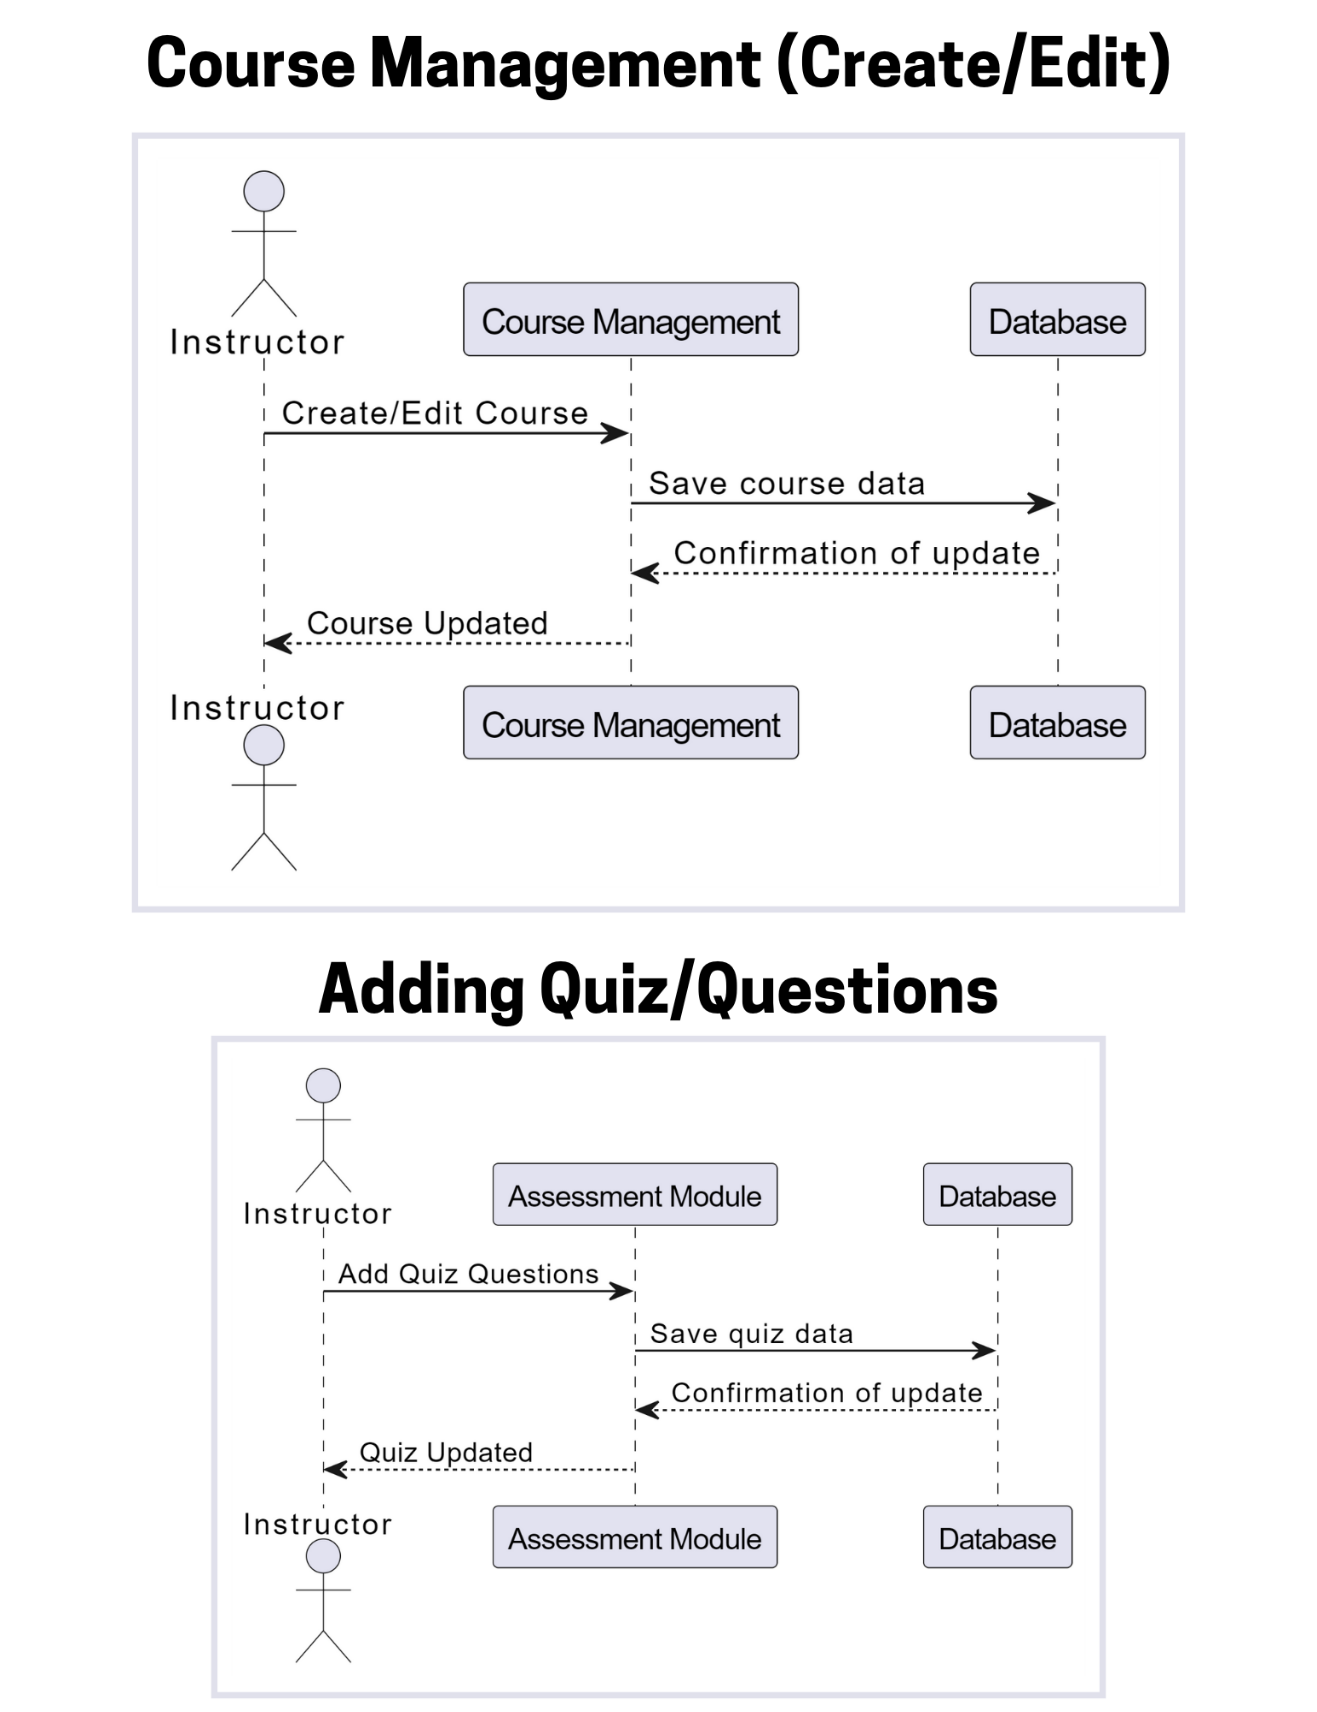 Course Management (Create/Edit)
Instructor
Course Management
Database
Create/Edit Course
Save course data
Confirmation of update
Course Updated
Instructor
Course Management
Database
Adding Quiz/Questions
Instructor
Assessment Module
Database
Add Quiz Questions
Save quiz data
Confirmation of update
Quiz Updated
Instructor
Assessment Module
Database